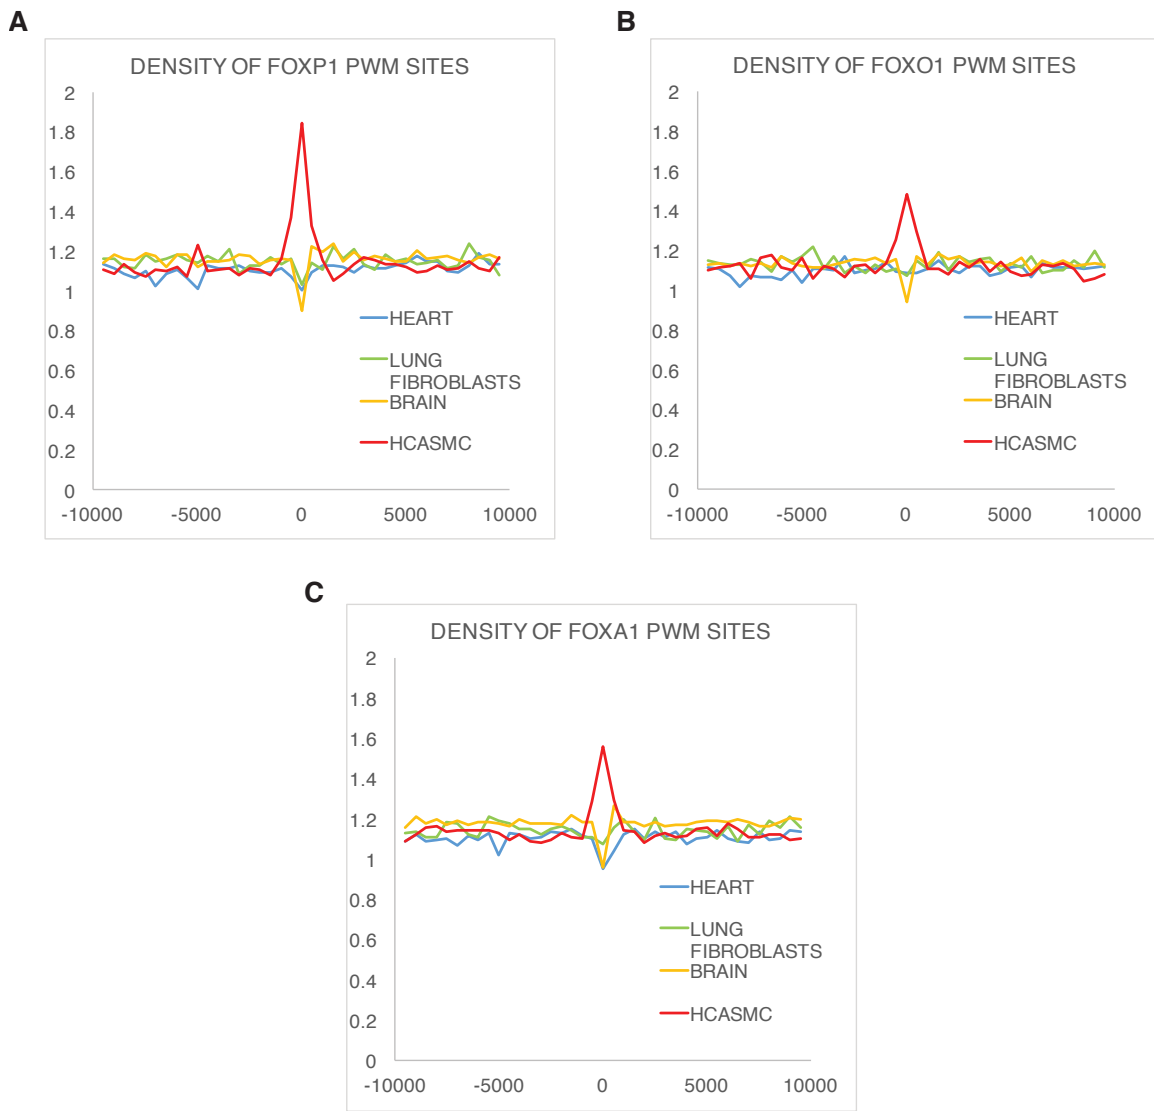 A
DENSITY OF FOXP1 PWM SITES
2
1.8
1.6
1.4
1.2
1
0.8
0.6
0.4
0.2
0
-10000 -5000 0 5000 10000
HEART
LUNG
FIBROBLASTS
BRAIN
HCASMC
B
DENSITY OF FOXO1 PWM SITES
2
1.8
1.6
1.4
1.2
1
0.8
0.6
0.4
0.2
0
-10000 -5000 0 5000 10000
HEART
LUNG
FIBROBLASTS
BRAIN
HCASMC
C
DENSITY OF FOXA1 PWM SITES
2
1.8
1.6
1.4
1.2
1
0.8
0.6
0.4
0.2
0
-10000 -5000 0 5000 10000
HEART
LUNG
FIBROBLASTS
BRAIN
HCASMC